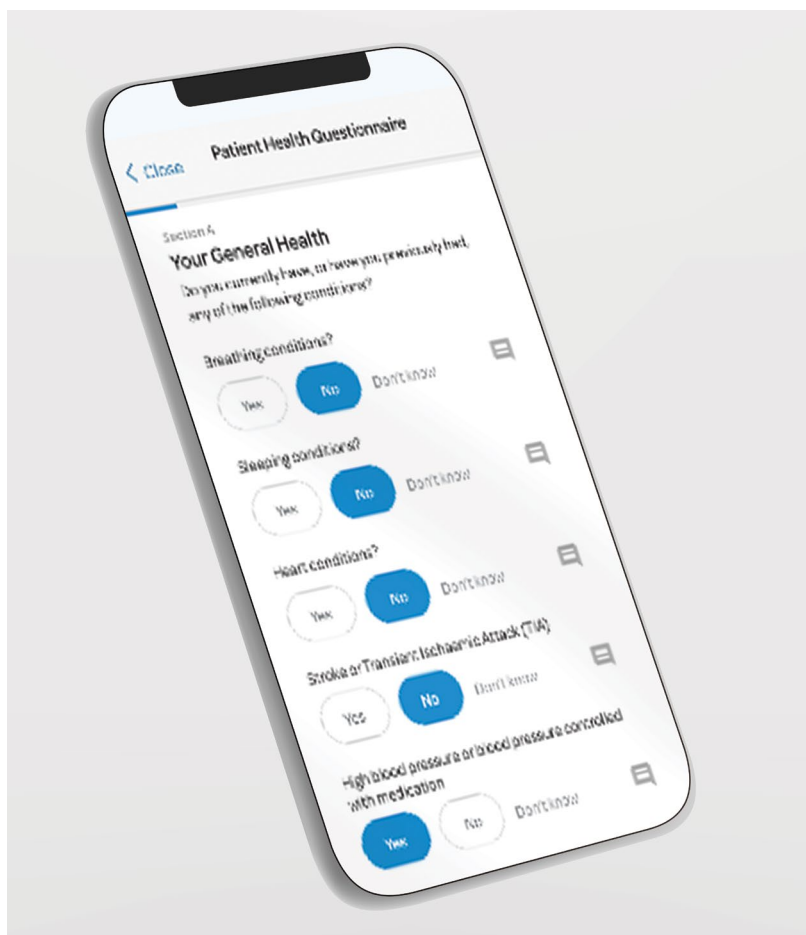 Close
Patient Health Questionnaire
Section A
Your General Health
Do you currently have, or have you previously had,
any of the following conditions?
Breathing conditions?
Yes No Don't know
Sleeping conditions?
Yes No Don't know
Heart conditions?
Yes No Don't know
Stroke or Transient Ischaemic Attack (TIA)
Yes No Don't know
High blood pressure or blood pressure controlled
with medication
Yes No Don't know